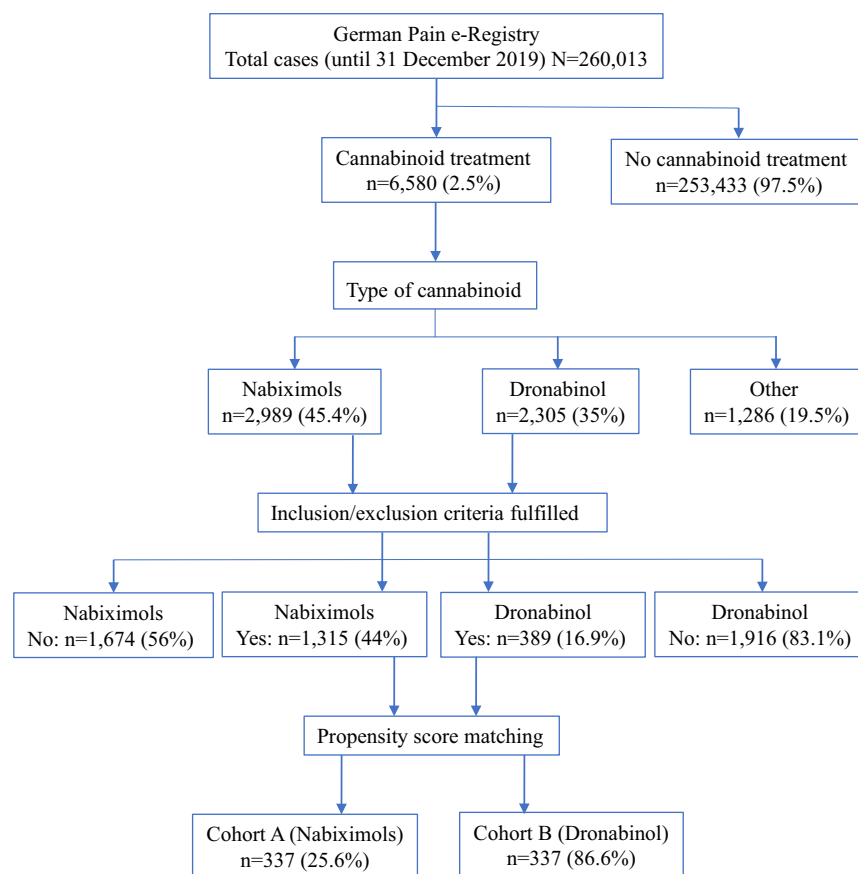 German Pain e-Registry
Total cases (until 31 December 2019) N=260,013
Cannabinoid treatment
n=6,580 (2.5%)
No cannabinoid treatment
n=253,433 (97.5%)
Type of cannabinoid
Nabiximols
n=2,989 (45.4%)
Dronabinol
n=2,305 (35%)
Other
n=1,286 (19.5%)
Inclusion/exclusion criteria fulfilled
Nabiximols
No: n=1,674 (56%)
Nabiximols
Yes: n=1,315 (44%)
Dronabinol
Yes: n=389 (16.9%)
Dronabinol
No: n=1,916 (83.1%)
Propensity score matching
Cohort A (Nabiximols)
n=337 (25.6%)
Cohort B (Dronabinol)
n=337 (86.6%)